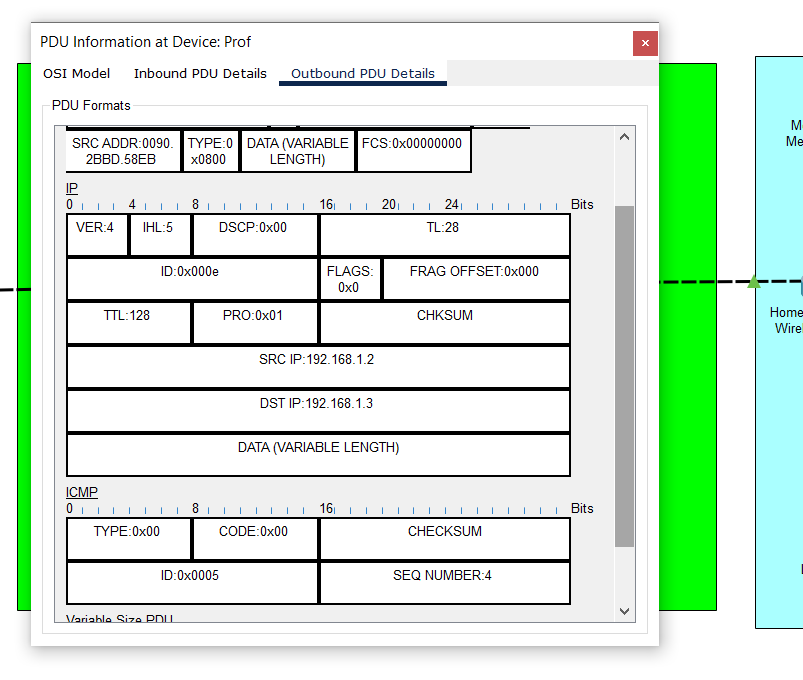 PDU Information at Device: Prof
OSI Model Inbound PDU Details Outbound PDU Details
PDU Formats
SRC ADDR:0090.
2BBD.58EB
TYPE:0
x0800
DATA (VARIABLE
LENGTH)
FCS:0x00000000
IP
0 4 8 16 20 24 Bits
VER:4 IHL:5 DSCP:0x00 TL:28
ID:0x000e FLAGS:
0x0
FRAG OFFSET:0x000
TTL:128 PRO:0x01 CHKSUM
SRC IP:192.168.1.2
DST IP:192.168.1.3
DATA (VARIABLE LENGTH)
ICMP
0 8 16 Bits
TYPE:0x00 CODE:0x00 CHECKSUM
ID:0x0005 SEQ NUMBER:4
Variable Size PDU
Home